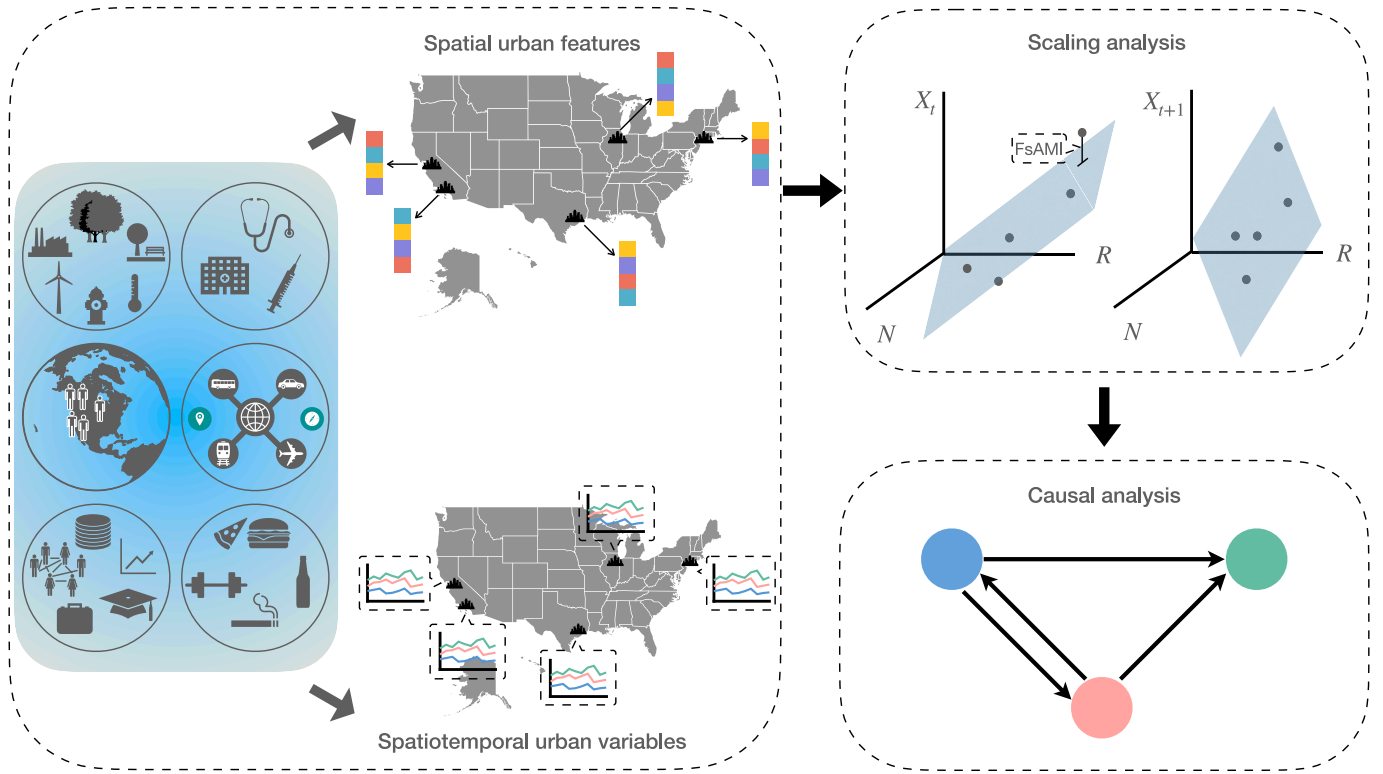 Spatial urban features
Spatiotemporal urban variables
Scaling analysis
X_t
FsAMI
R
N
X_{t+1}
R
N
Causal analysis